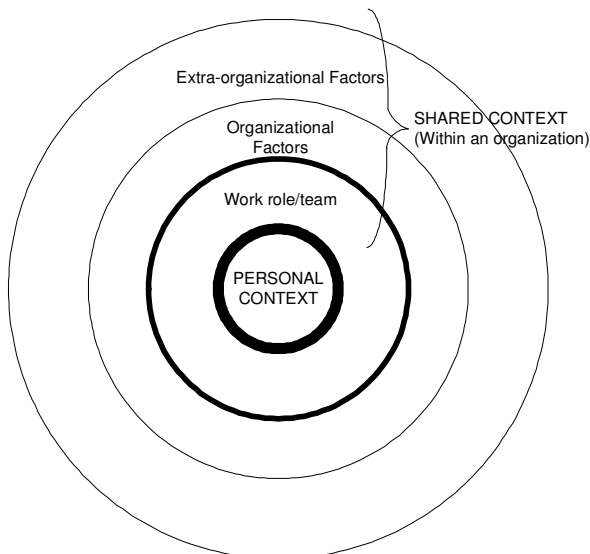 Extra-organizational Factors
SHARED CONTEXT
(Within an organization)
Organizational
Factors
Work role/team
PERSONAL
CONTEXT